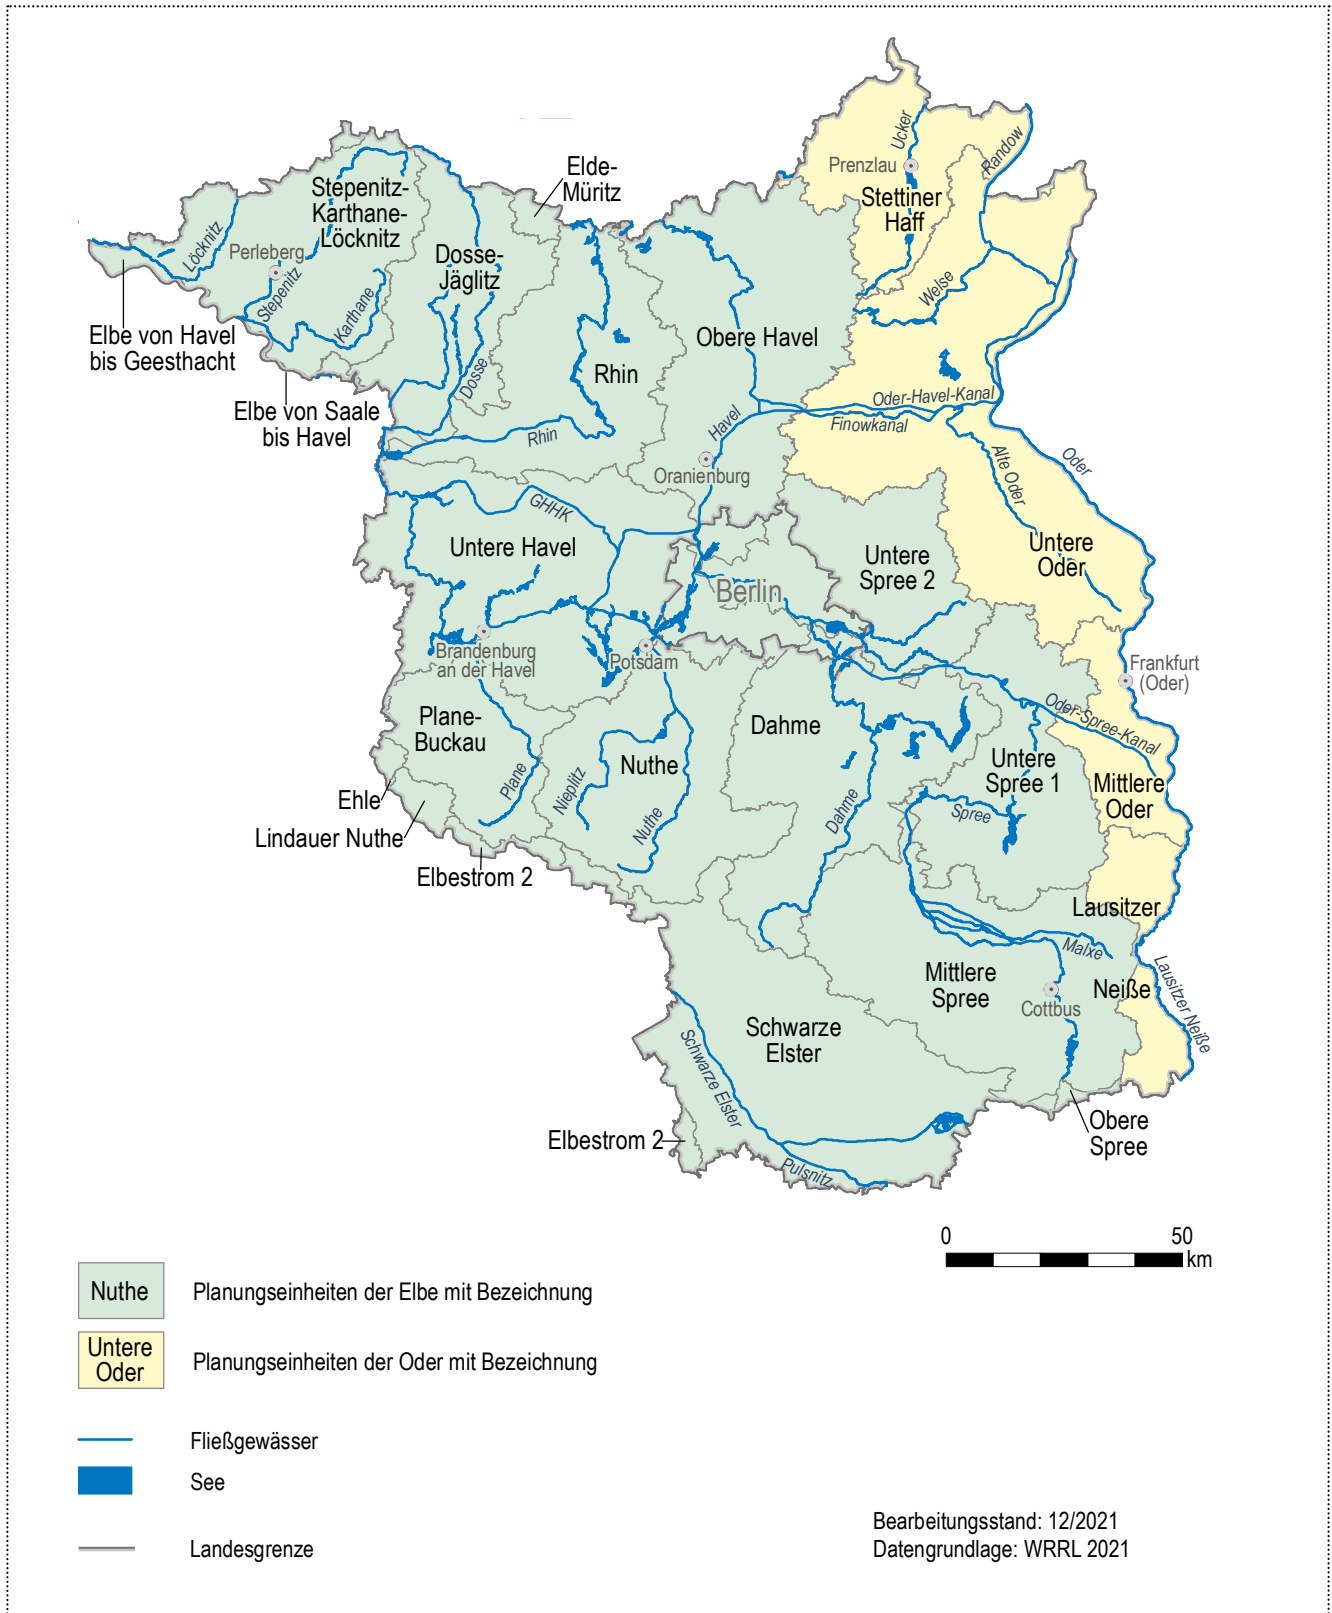 Ucker
Prenzlau
Randow
Stettiner
Haff
Elde-
Müritz
Stepenitz-
Karthane-
Löcknitz
Löcknitz
Perleberg
Stepenitz
Karthane
Dosse-
Jäglitz
Welse
Elbe von Havel
bis Geesthacht
Obere Havel
Rhin
Dosse
Elbe von Saale
bis Havel
Oder-Havel-Kanal
Finowkanal
Havel
Rhin
Oranienburg
Alte Oder
Oder
GHHK
Untere Havel
Untere
Spree 2
Untere
Oder
Berlin
Brandenburg
an der Havel
Potsdam
Frankfurt
(Oder)
Oder-Spree-Kanal
Plane-
Buckau
Dahme
Nuthe
Untere
Spree 1
Mittlere
Oder
Plane
Nieplitz
Nuthe
Dahme
Spree
Ehle
Lindauer Nuthe
Elbestrom 2
Lausitzer
Neiße
Malxe
Mittlere
Spree
Cottbus
Lausitzer Neiße
Schwarze
Elster
Schwarze Elster
Elbestrom 2
Pulsnitz
Obere
Spree
0 50
km
Nuthe
Planungseinheiten der Elbe mit Bezeichnung
Untere
Oder
Planungseinheiten der Oder mit Bezeichnung
Fließgewässer
See
Landesgrenze
Bearbeitungsstand: 12/2021
Datengrundlage: WRRL 2021